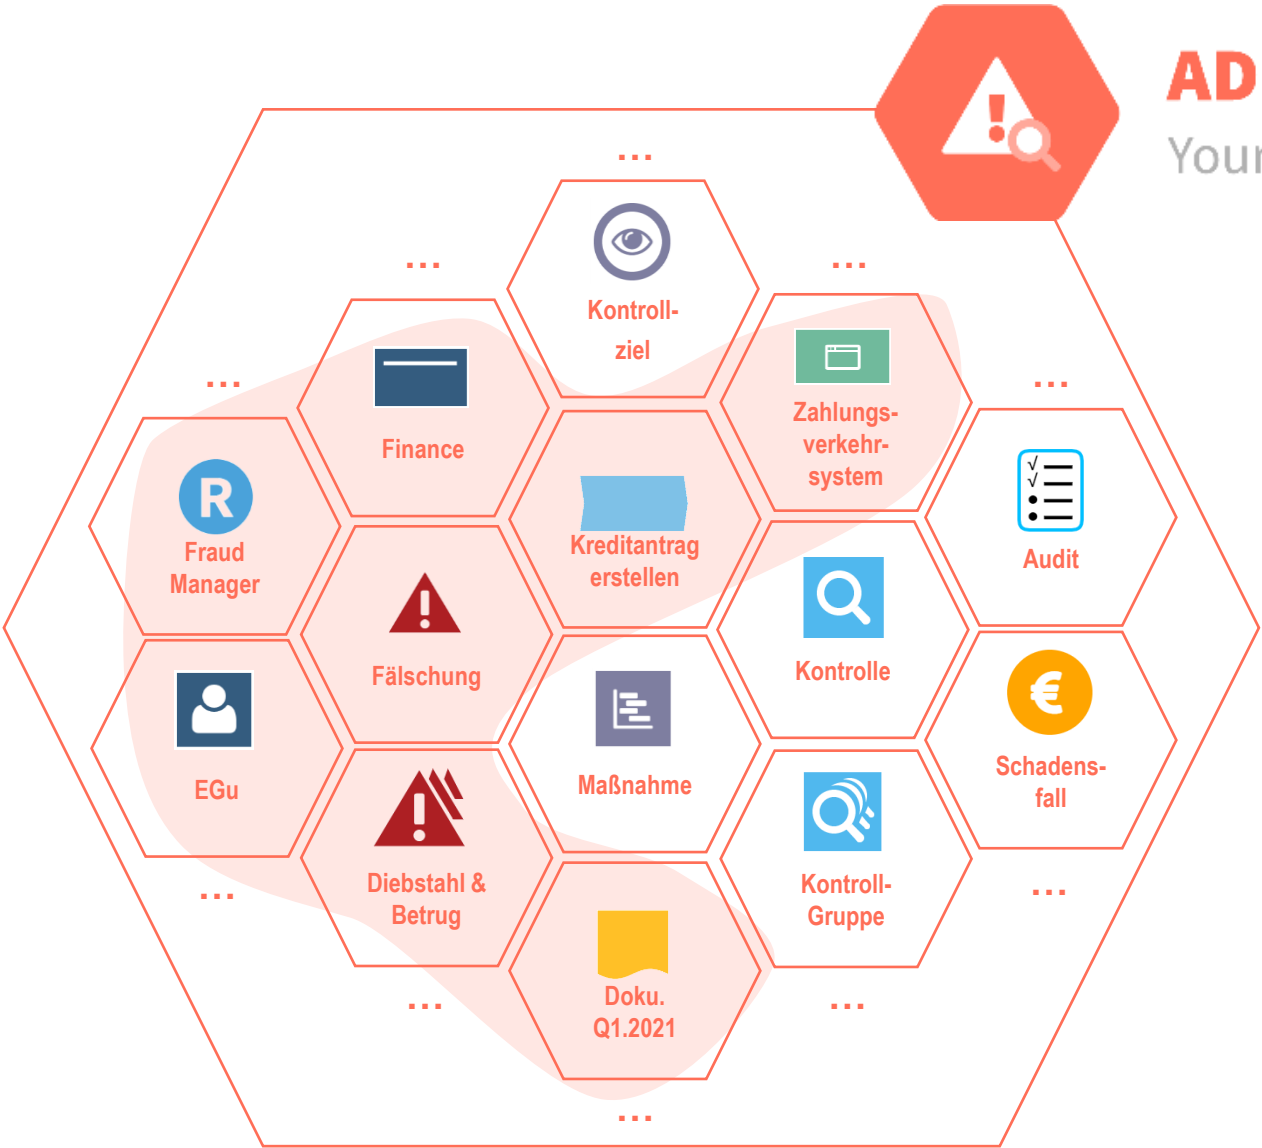 AD
Your
...
Kontroll-
ziel
...
Finance
...
Zahlungs-
verkehr-
system
...
R
Fraud
Manager
Kreditantrag
erstellen
...
√
√
Audit
Fälschung
Kontrolle
EGu
Maßnahme
€
Schadens-
fall
...
Diebstahl &
Betrug
Kontroll-
Gruppe
...
Doku.
Q1.2021
...
...
...